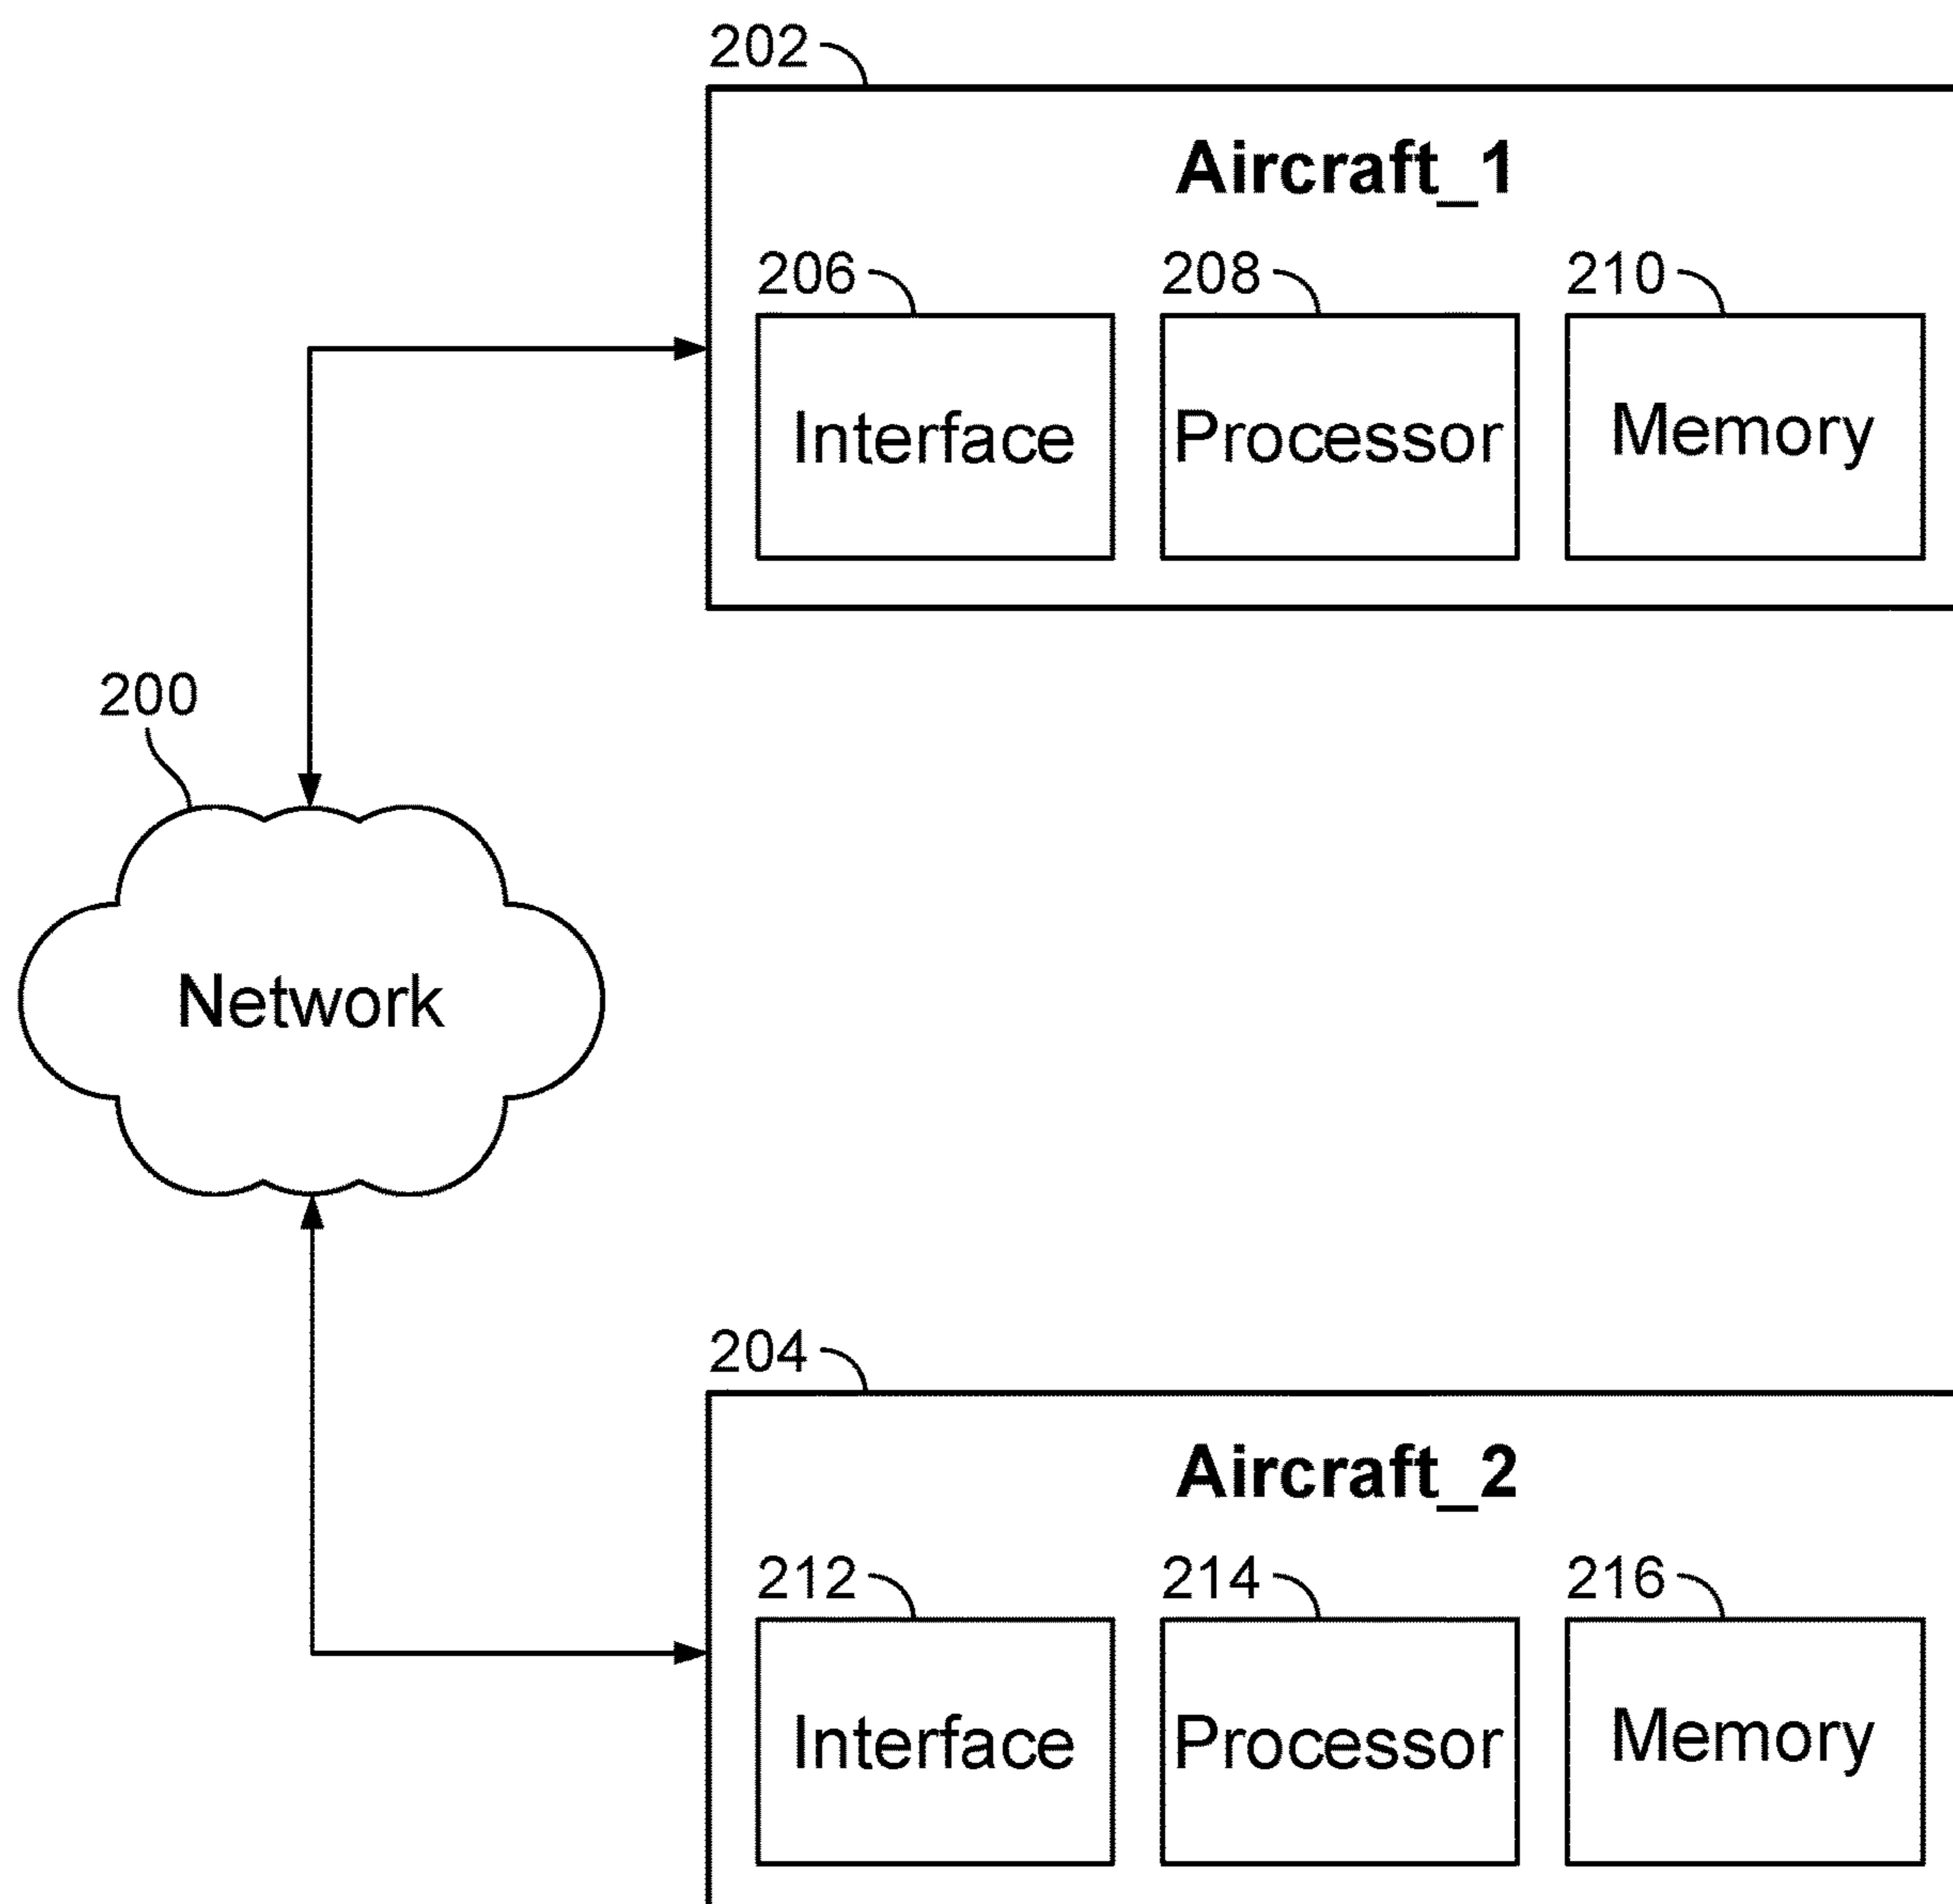 202
Aircraft_1
206 208 210
Interface Processor Memory
200
Network
204
Aircraft_2
212 214 216
Interface Processor Memory